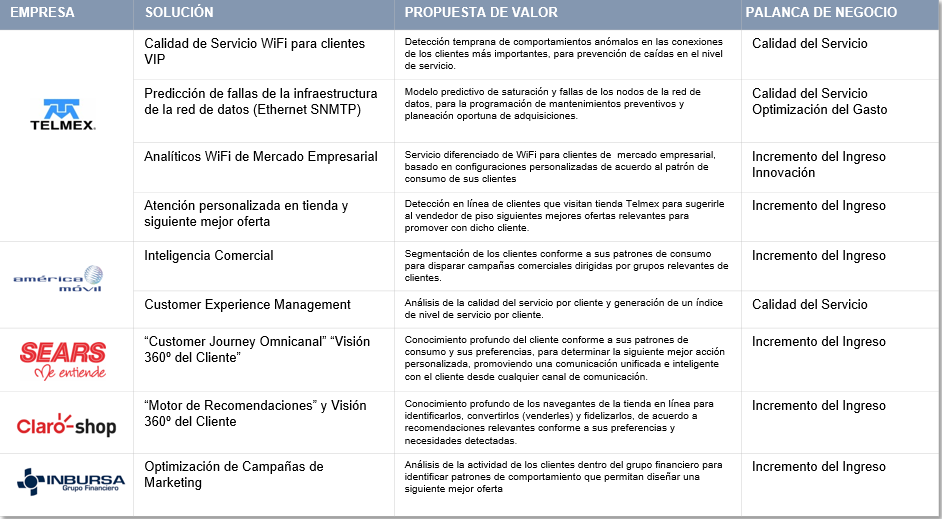 EMPRESA SOLUCIÓN PROPUESTA DE VALOR PALANCA DE NEGOCIO
TELMEX.
Calidad de Servicio WiFi para clientes
VIP
Detección temprana de comportamientos anómalos en las conexiones
de los clientes más importantes, para prevención de caídas en el nivel
de servicio.
Calidad del Servicio
Predicción de fallas de la infraestructura
de la red de datos (Ethernet SNMTP)
Modelo predictivo de saturación y fallas de los nodos de la red de
datos, para la programación de mantenimientos preventivos y
planeación oportuna de adquisiciones.
Calidad del Servicio
Optimización del Gasto
Analíticos WiFi de Mercado Empresarial
Servicio diferenciado de WiFi para clientes de mercado empresarial,
basado en configuraciones personalizadas de acuerdo al patrón de
consumo de sus clientes
Incremento del Ingreso
Innovación
Atención personalizada en tienda y
siguiente mejor oferta
Detección en línea de clientes que visitan tienda Telmex para sugerirle
al vendedor de piso siguientes mejores ofertas relevantes para
promover con dicho cliente.
Incremento del Ingreso
américa
móvil
Inteligencia Comercial
Segmentación de los clientes conforme a sus patrones de consumo
para disparar campañas comerciales dirigidas por grupos relevantes de
clientes.
Incremento del Ingreso
Customer Experience Management
Análisis de la calidad del servicio por cliente y generación de un índice
de nivel de servicio por cliente.
Calidad del Servicio
SEARS
Me entiende
“Customer Journey Omnicanal” “Visión
360º del Cliente”
Conocimiento profundo del cliente conforme a sus patrones de
consumo y sus preferencias, para determinar la siguiente mejor acción
personalizada, promoviendo una comunicación unificada e inteligente
con el cliente desde cualquier canal de comunicación.
Incremento del Ingreso
Claro-shop
“Motor de Recomendaciones” y Visión
360º del Cliente
Conocimiento profundo de los navegantes de la tienda en línea para
identificarlos, convertirlos (venderles) y fidelizarlos, de acuerdo a
recomendaciones relevantes conforme a sus preferencias y
necesidades detectadas.
Incremento del Ingreso
INBURSA
Grupo Financiero
Optimización de Campañas de
Marketing
Análisis de la actividad de los clientes dentro del grupo financiero para
identificar patrones de comportamiento que permitan diseñar una
siguiente mejor oferta
Incremento del Ingreso